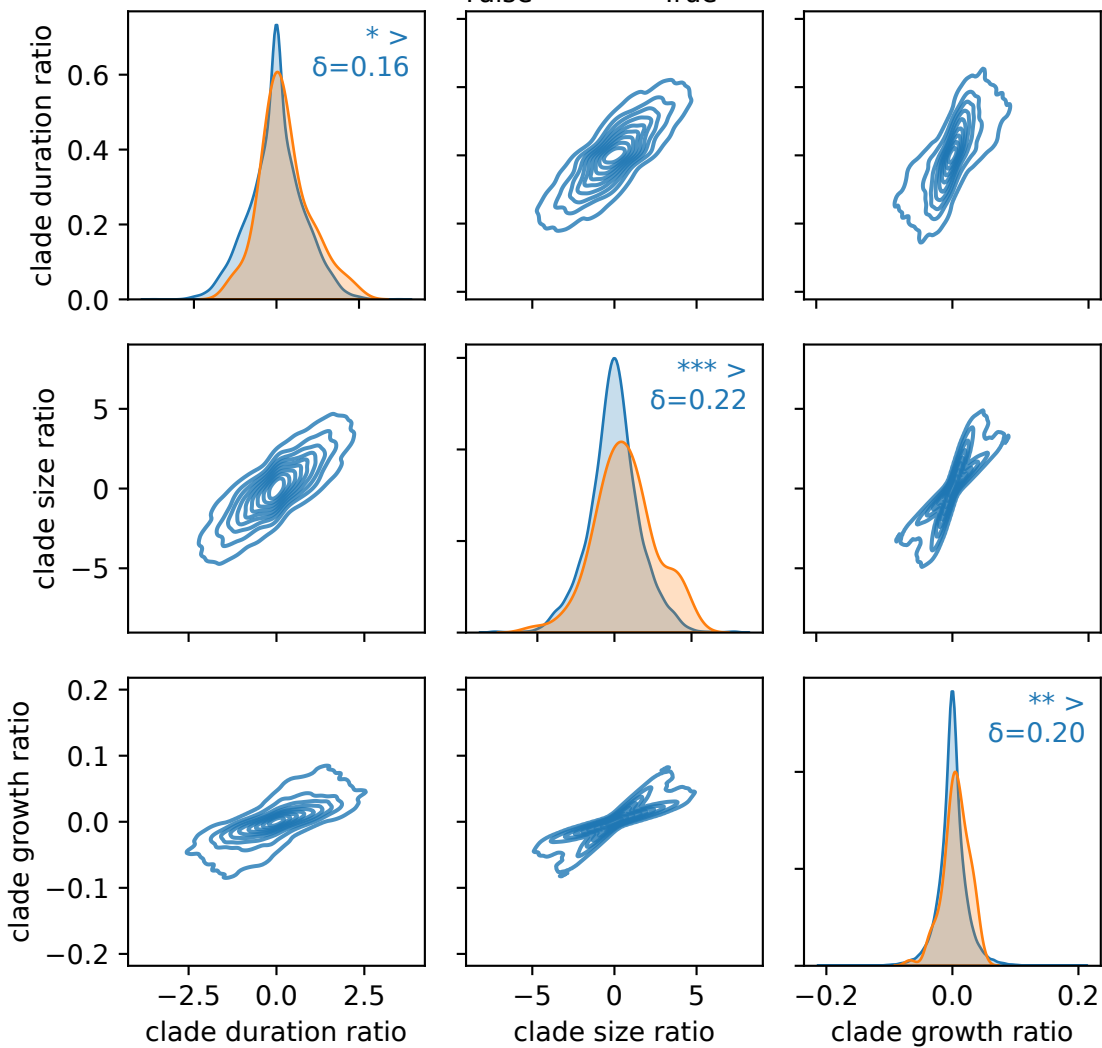 True
clade duration ratio
0.6
0.4
0.2
0.0
* >
δ=0.16
clade size ratio
5
0
−5
*** >
δ=0.22
clade growth ratio
0.2
0.1
0.0
−0.1
−0.2
** >
δ=0.20
−2.5 0.0 2.5
clade duration ratio
−5 0 5
clade size ratio
−0.2 0.0 0.2
clade growth ratio